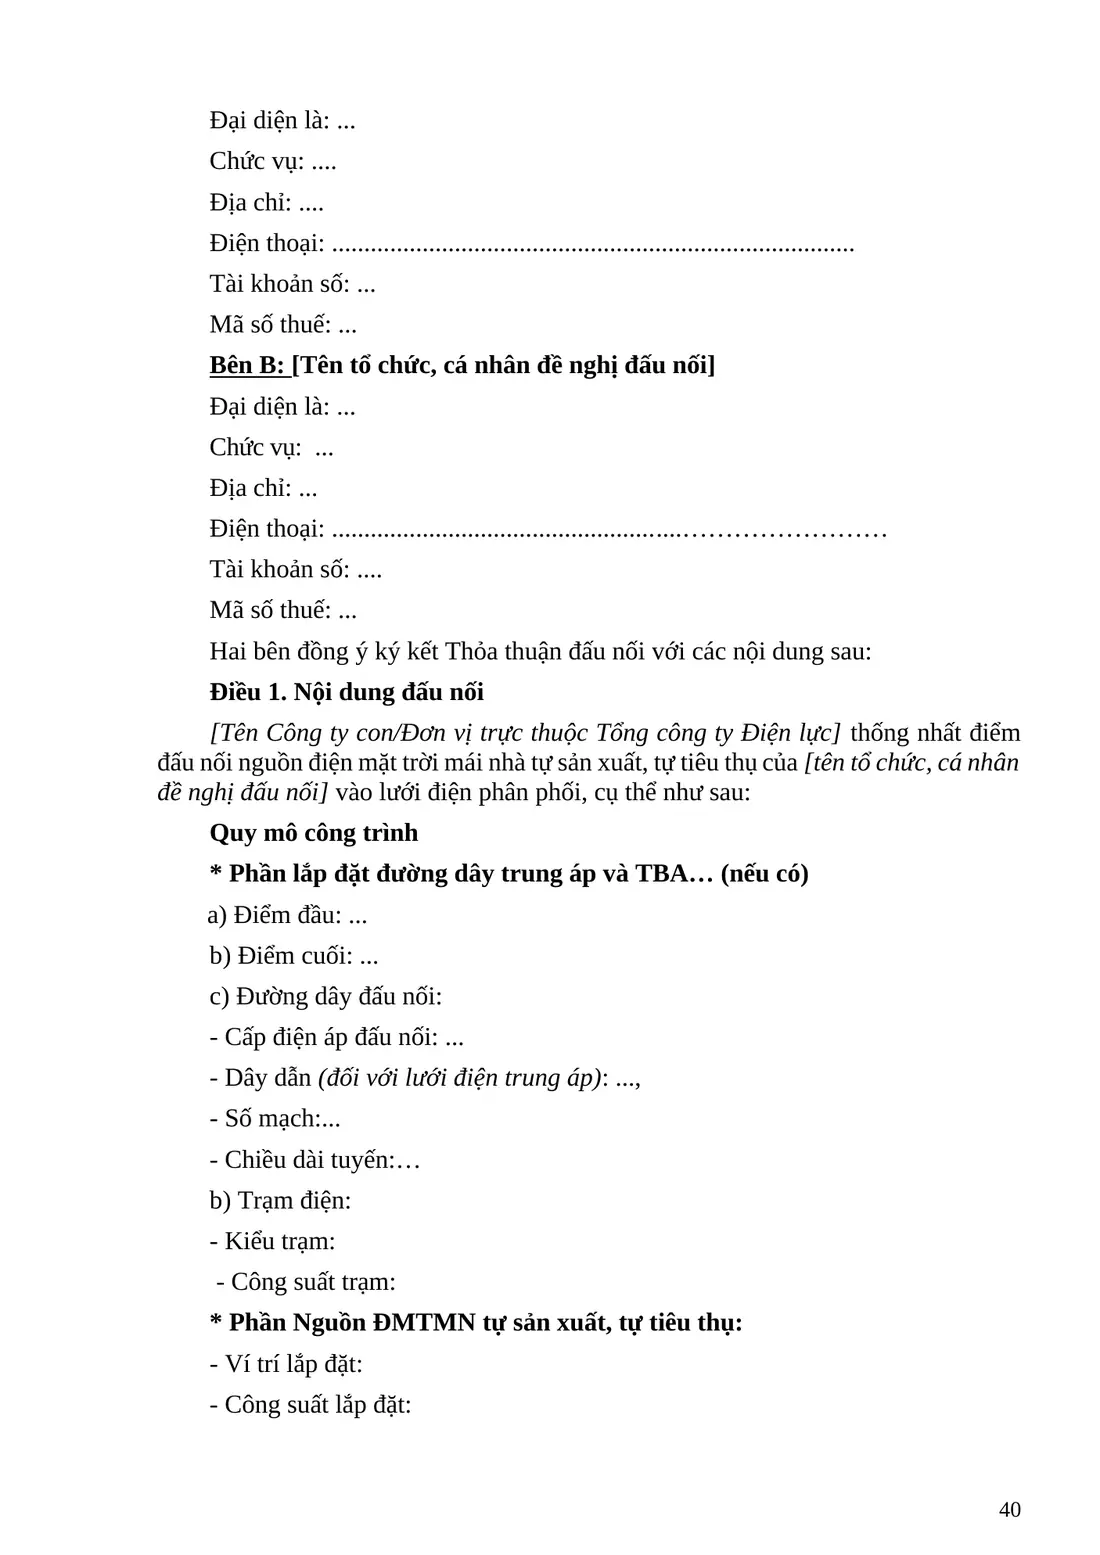 Đại diện là: ...
Chức vụ: ....
Địa chỉ: ....
Điện thoại: .................................................................................
Tài khoản số: ...
Mã số thuế: ...
Bên B: [Tên tổ chức, cá nhân đề nghị đấu nối]
Đại diện là: ...
Chức vụ:  ...
Địa chỉ: ...
Điện thoại: ......................................................……………………
Tài khoản số: ....
Mã số thuế: ...
Hai bên đồng ý ký kết Thỏa thuận đấu nối với các nội dung sau:
Điều 1. Nội dung đấu nối
[Tên Công ty con/Đơn vị trực thuộc Tổng công ty Điện lực] thống nhất điểm
đấu nối nguồn điện mặt trời mái nhà tự sản xuất, tự tiêu thụ của [tên tổ chức, cá nhân
đề nghị đấu nối] vào lưới điện phân phối, cụ thể như sau:
Quy mô công trình
* Phần lắp đặt đường dây trung áp và TBA… (nếu có)
a) Điểm đầu: ...
b) Điểm cuối: ...
c) Đường dây đấu nối:
- Cấp điện áp đấu nối: ...
- Dây dẫn (đối với lưới điện trung áp): ...,
- Số mạch:...
- Chiều dài tuyến:…
b) Trạm điện:
- Kiểu trạm:
- Công suất trạm:
* Phần Nguồn ĐMTMN tự sản xuất, tự tiêu thụ:
- Ví trí lắp đặt:
- Công suất lắp đặt:
40